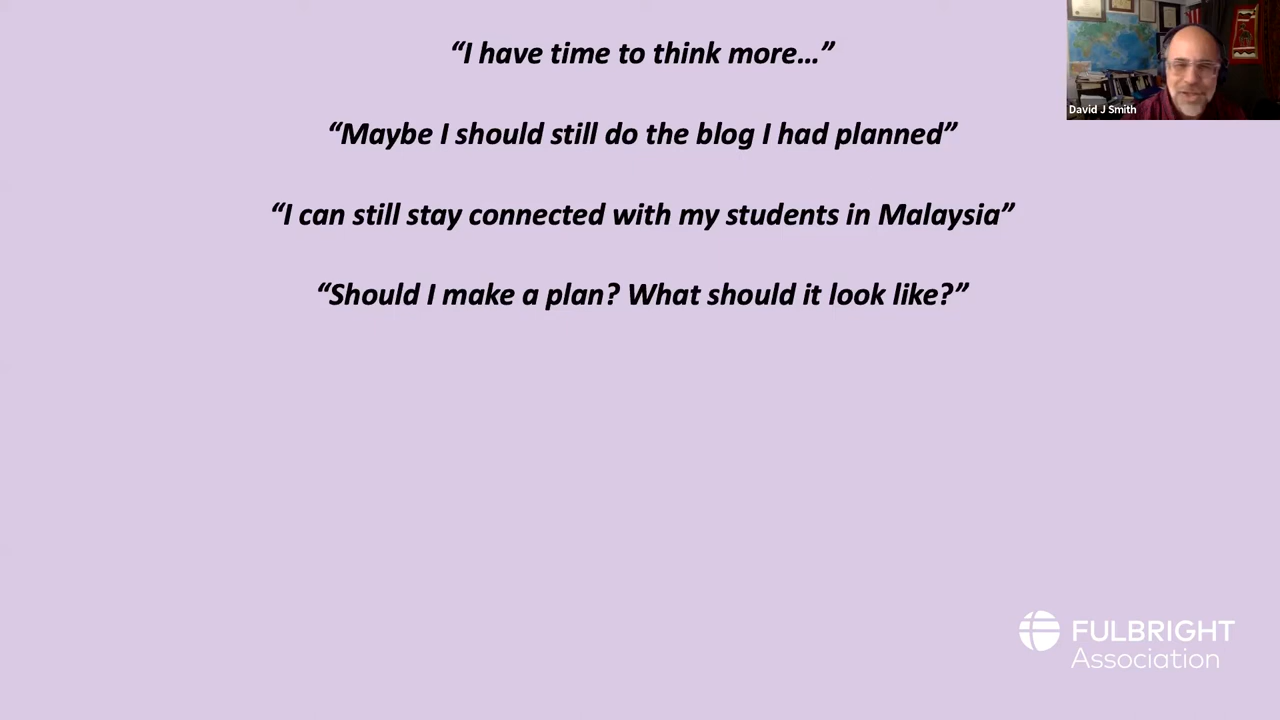 “I have time to think more...”
David J Smith
“Maybe I should still do the blog I had planned”
“I can still stay connected with my students in Malaysia”
“Should I make a plan? What should it look like?”
FULBRIGHT
Association